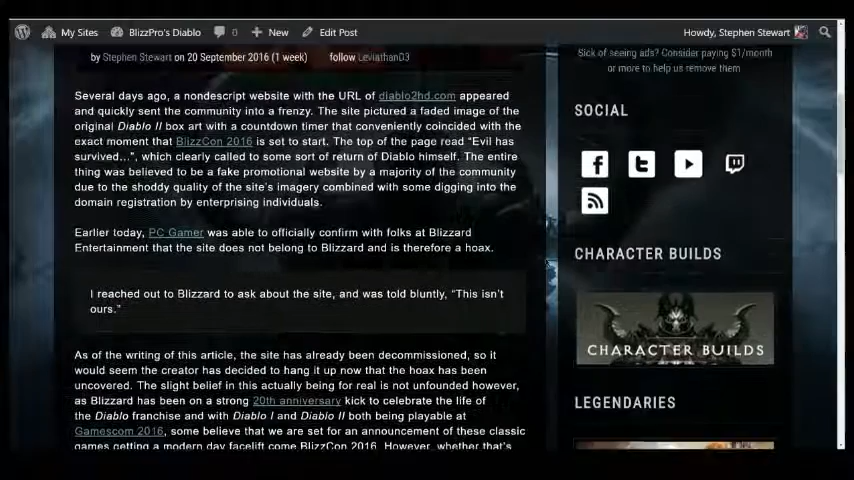 My Sites BlizzPro's Diablo 0 New Edit Post Howdy, Stephen Stewart
by Stephen Stewart on 20 September 2016 (1 week) follow LeviathanD3
Several days ago, a nondescript website with the URL of diablo2hd.com appeared
and quickly sent the community into a frenzy. The site pictured a faded image of the
original Diablo II box art with a countdown timer that conveniently coincided with the
exact moment that BlizzCon 2016 is set to start. The top of the page read “Evil has
survived...”, which clearly called to some sort of return of Diablo himself. The entire
thing was believed to be a fake promotional website by a majority of the community
due to the shoddy quality of the site's imagery combined with some digging into the
domain registration by enterprising individuals.
Earlier today, PC Gamer was able to officially confirm with folks at Blizzard
Entertainment that the site does not belong to Blizzard and is therefore a hoax.
I reached out to Blizzard to ask about the site, and was told bluntly, “This isn't
ours.”
As of the writing of this article, the site has already been decommissioned, so it
would seem the creator has decided to hang it up now that the hoax has been
uncovered. The slight belief in this actually being for real is not unfounded however,
as Blizzard has been on a strong 20th anniversary kick to celebrate the life of
the Diablo franchise and with Diablo I and Diablo II both being playable at
Gamescom 2016, some believe that we are set for an announcement of these classic
games getting a modern day facelift come BlizzCon 2016. However, whether that's
Sick of seeing ads? Consider paying $1/month
or more to help us remove them
SOCIAL
CHARACTER BUILDS
CHARACTER BUILDS
LEGENDARIES